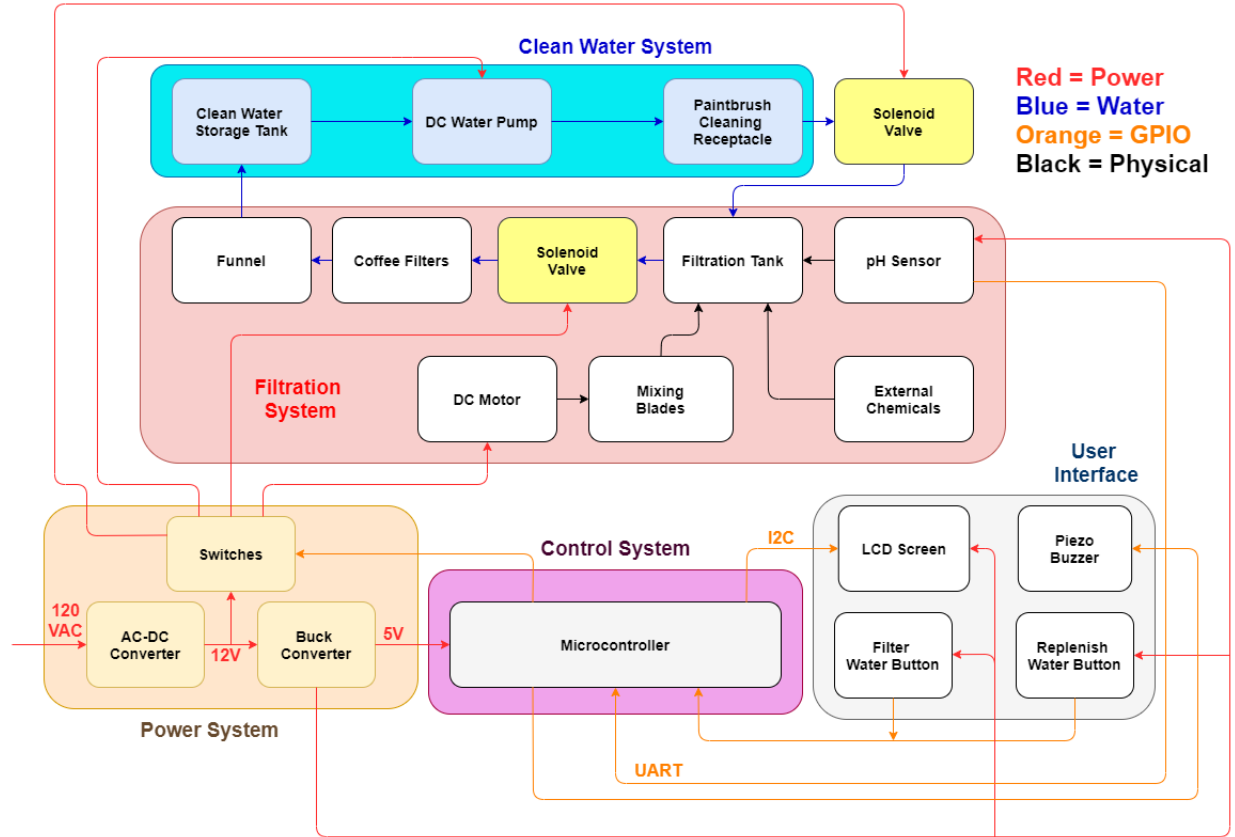 Clean Water System
Red = Power
Blue = Water
Orange = GPIO
Black = Physical
Clean Water
Storage Tank
DC Water Pump
Paintbrush
Cleaning
Receptacle
Solenoid
Valve
Funnel
Coffee Filters
Solenoid
Valve
Filtration Tank
pH Sensor
Filtration
System
DC Motor
Mixing
Blades
External
Chemicals
User
Interface
Switches
Control System
I2C
LCD Screen
Piezo
Buzzer
120
VAC
AC-DC
Converter
12V
Buck
Converter
5V
Microcontroller
Filter
Water Button
Replenish
Water Button
Power System
UART